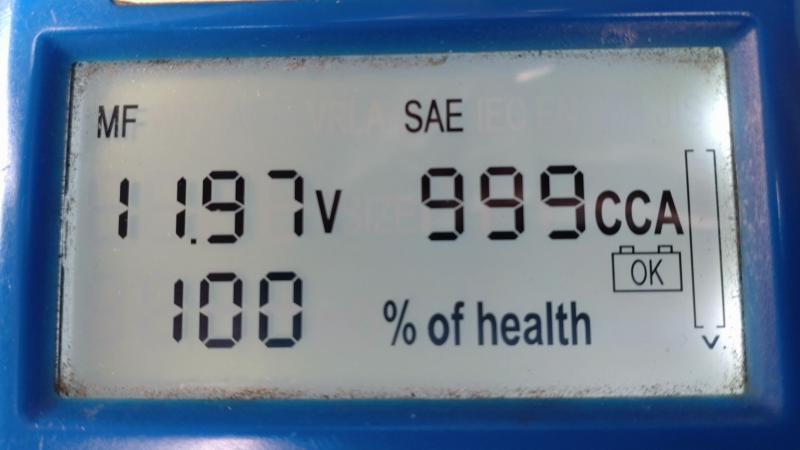 MF SAE
11.97V 999CCA
OK
100 % of health